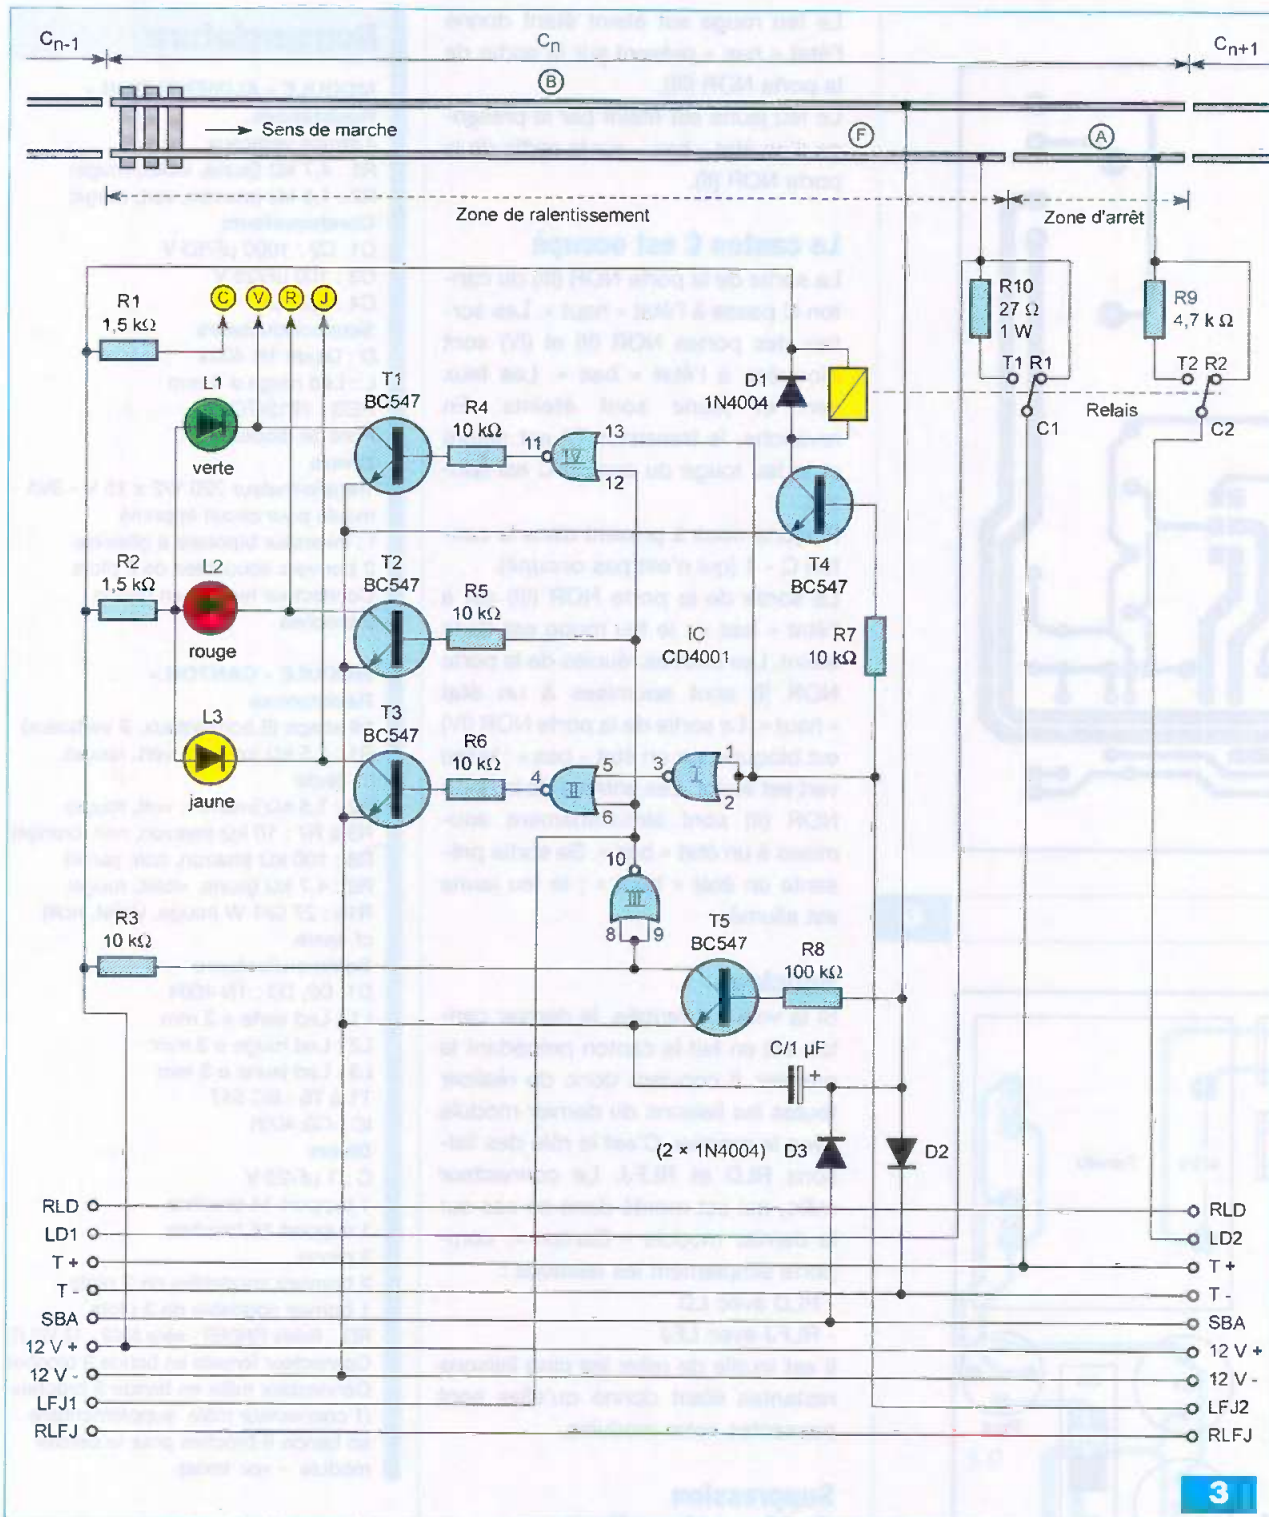 Cn-1
Cn
Cn+1
B
Sens de marche
F
A
Zone de ralentissement
Zone d'arrêt
R1
1,5 kΩ
C V R J
R10
27 Ω
1 W
R9
4,7 k Ω
L1
verte
T1
BC547
R4
10 kΩ
11
IV
13
12
D1
1N4004
T1 R1
T2 R2
Relais
C1
C2
R2
1,5 kΩ
L2
rouge
T2
BC547
R5
10 kΩ
T4
BC547
IC
CD4001
R7
10 kΩ
L3
jaune
T3
BC547
R6
10 kΩ
4
II
5
6
3
I
1
2
10
III
8
9
R3
10 kΩ
T5
BC547
R8
100 kΩ
C/1 µF
+
(2 × 1N4004)
D3
D2
RLD
RLD
LD1
LD2
T +
T +
T -
T -
SBA
SBA
12 V +
12 V +
12 V -
12 V -
LFJ1
LFJ2
RLFJ
RLFJ
3